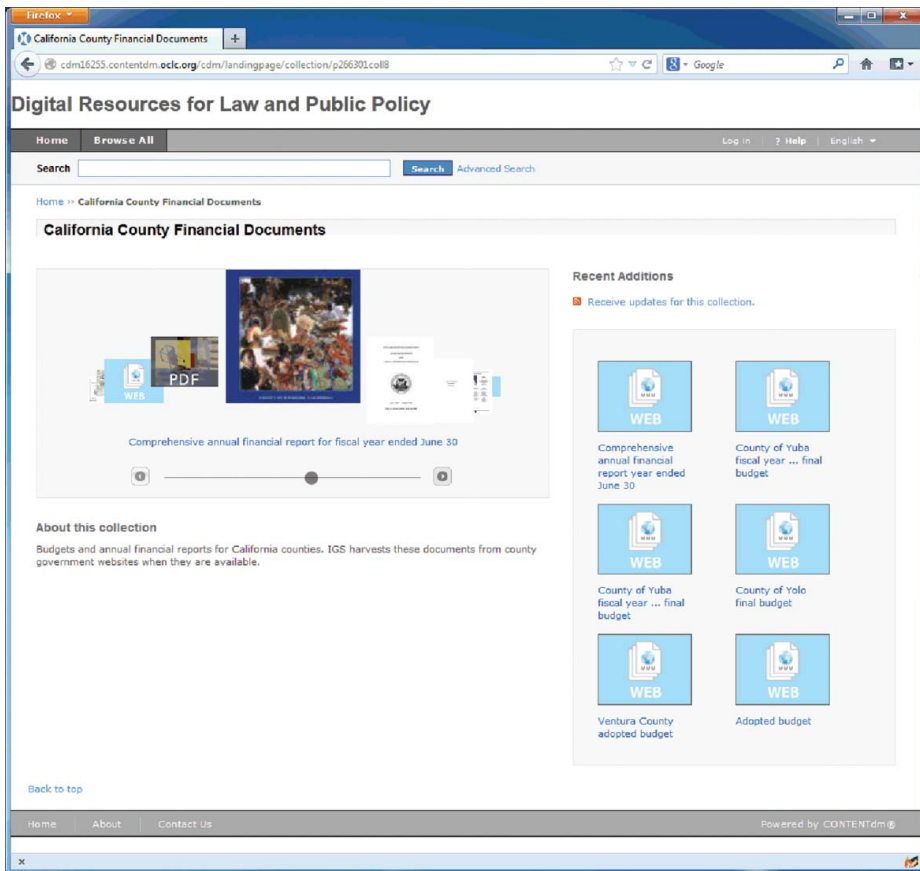 Firefox
California County Financial Documents
cdm16255.contentdm.oclc.org/cdm/landingpage/collection/p266301coll8
Google
Digital Resources for Law and Public Policy
Home Browse All
Log in ? Help English
Search Search Advanced Search
Home ›› California County Financial Documents
California County Financial Documents
WEB
PDF
Comprehensive annual financial report for fiscal year ended June 30
About this collection
Budgets and annual financial reports for California counties. IGS harvests these documents from county
government websites when they are available.
Recent Additions
Receive updates for this collection.
WWW WWW
WEB WEB
Comprehensive
annual financial
report year ended
June 30
County of Yuba
fiscal year ... final
budget
WWW WWW
WEB WEB
County of Yuba
fiscal year ... final
budget
County of Yolo
final budget
WWW WWW
WEB WEB
Ventura County
adopted budget
Adopted budget
Back to top
Home About Contact Us
Powered by CONTENTdm®